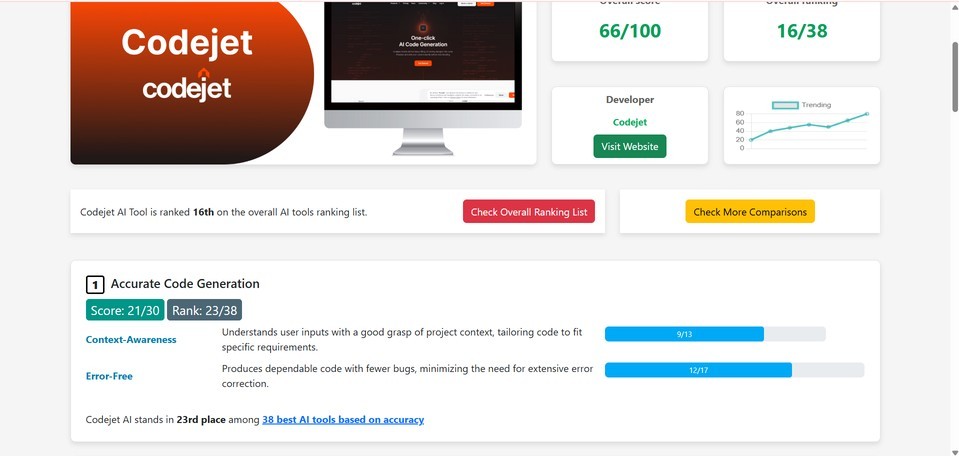 Overall score
Overall ranking
Codejet
codejet
One-click
AI Code Generation
66/100
16/38
Developer
Codejet
Visit Website
Trending
80
60
40
20
0
Codejet AI Tool is ranked 16th on the overall AI tools ranking list.
Check Overall Ranking List
Check More Comparisons
1 Accurate Code Generation
Score: 21/30 Rank: 23/38
Context-Awareness
Understands user inputs with a good grasp of project context, tailoring code to fit
specific requirements.
9/13
Error-Free
Produces dependable code with fewer bugs, minimizing the need for extensive error
correction.
12/17
Codejet AI stands in 23rd place among 38 best AI tools based on accuracy